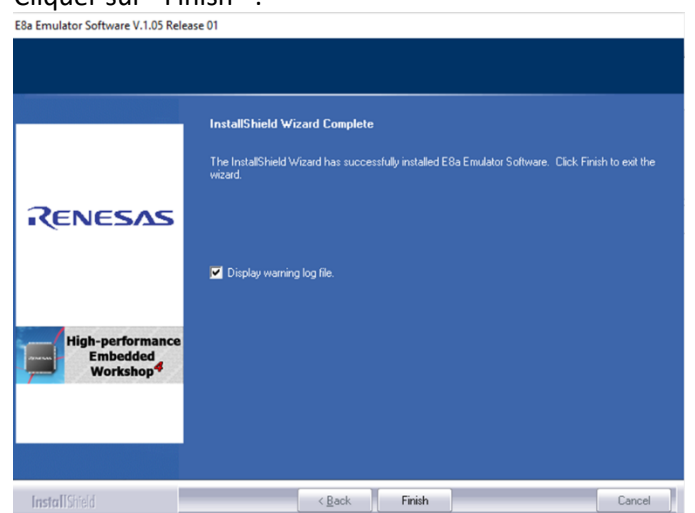 Cliquer sur "Finish" :
E8a Emulator Software V.1.05 Release 01
InstallShield Wizard Complete
The InstallShield Wizard has successfully installed E8a Emulator Software. Click Finish to exit the
wizard.
RENESAS
Display warning log file.
High-performance
Embedded
Workshop 4
InstallShield
< Back
Finish
Cancel